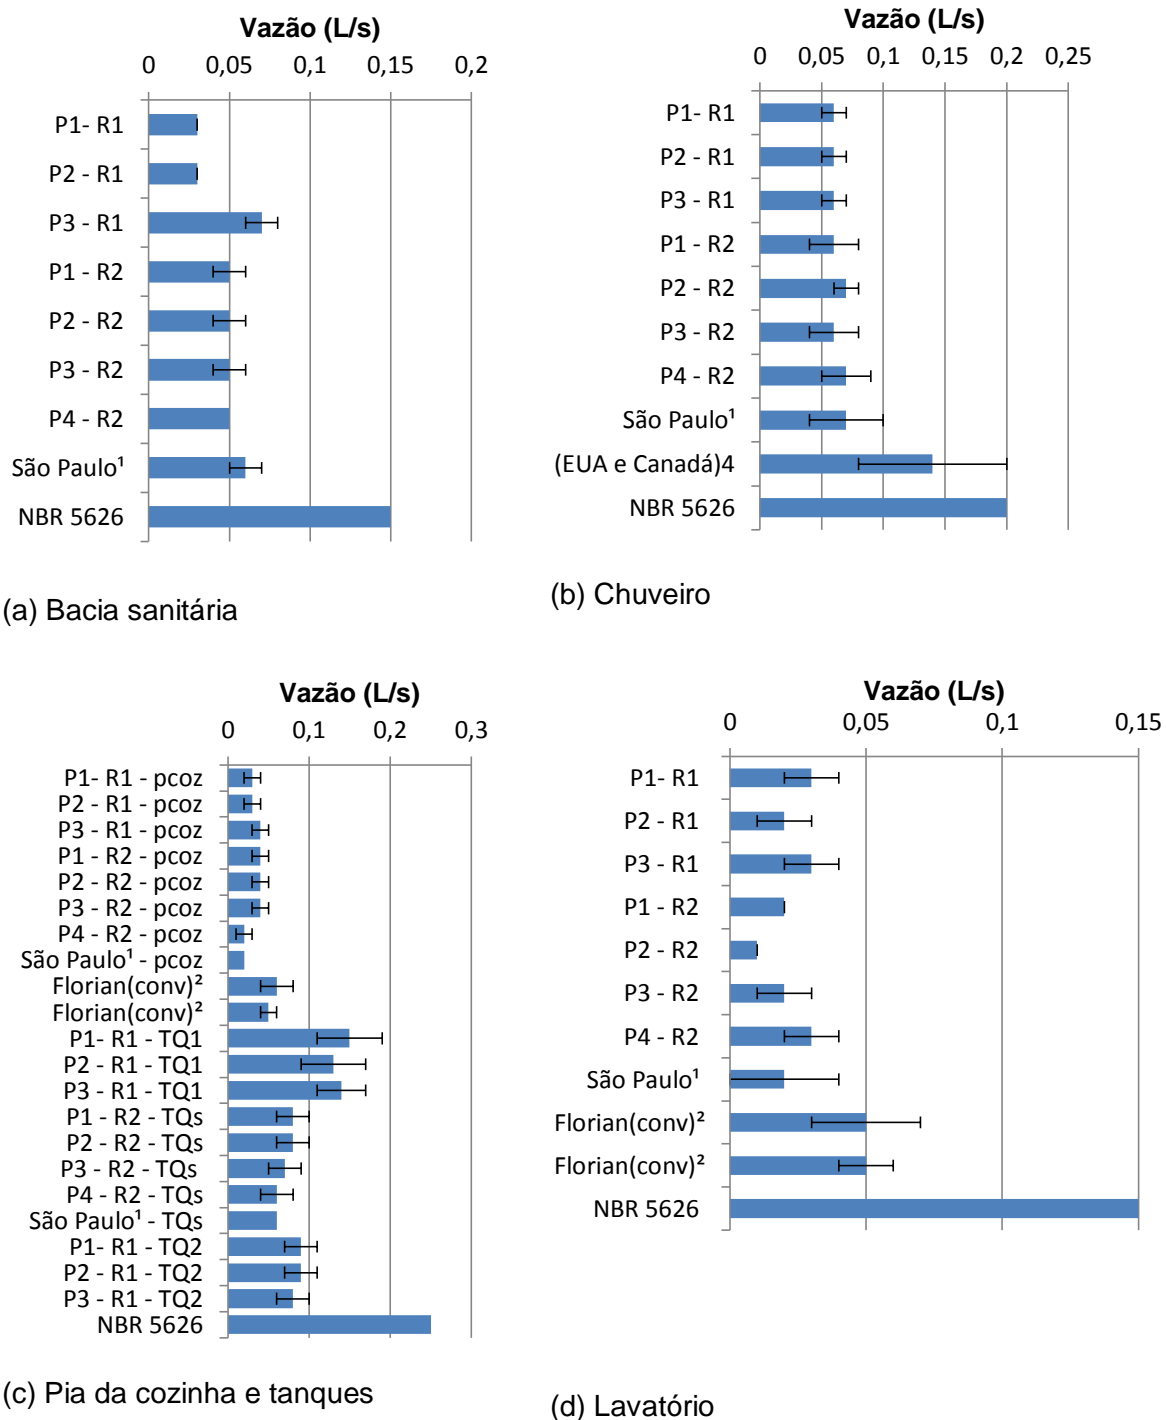 Vazão (L/s)
0 0,05 0,1 0,15 0,2
P1- R1
P2 - R1
P3 - R1
P1 - R2
P2 - R2
P3 - R2
P4 - R2
São Paulo¹
NBR 5626
(a) Bacia sanitária
Vazão (L/s)
0 0,05 0,1 0,15 0,2 0,25
P1- R1
P2 - R1
P3 - R1
P1 - R2
P2 - R2
P3 - R2
P4 - R2
São Paulo¹
(EUA e Canadá)4
NBR 5626
(b) Chuveiro
Vazão (L/s)
0 0,1 0,2 0,3
P1- R1 - pcoz
P2 - R1 - pcoz
P3 - R1 - pcoz
P1 - R2 - pcoz
P2 - R2 - pcoz
P3 - R2 - pcoz
P4 - R2 - pcoz
São Paulo¹ - pcoz
Florian(conv)²
Florian(conv)²
P1- R1 - TQ1
P2 - R1 - TQ1
P3 - R1 - TQ1
P1 - R2 - TQs
P2 - R2 - TQs
P3 - R2 - TQs
P4 - R2 - TQs
São Paulo¹ - TQs
P1- R1 - TQ2
P2 - R1 - TQ2
P3 - R1 - TQ2
NBR 5626
(c) Pia da cozinha e tanques
Vazão (L/s)
0 0,05 0,1 0,15
P1- R1
P2 - R1
P3 - R1
P1 - R2
P2 - R2
P3 - R2
P4 - R2
São Paulo¹
Florian(conv)²
Florian(conv)²
NBR 5626
(d) Lavatório